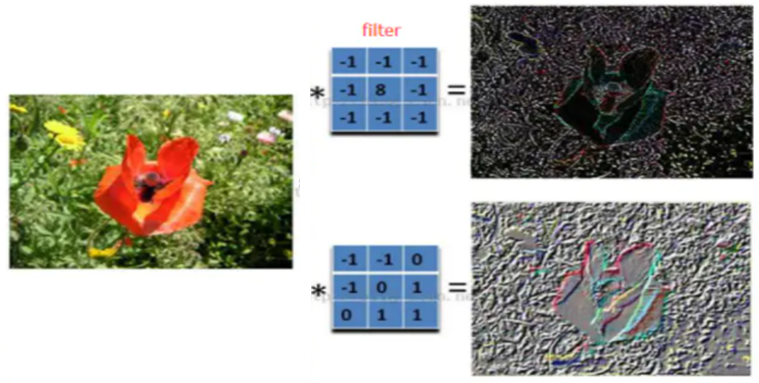 filter
-1 -1 -1
* -1 8 -1 =
-1 -1 -1
-1 -1 0
* -1 0 1 =
0 1 1